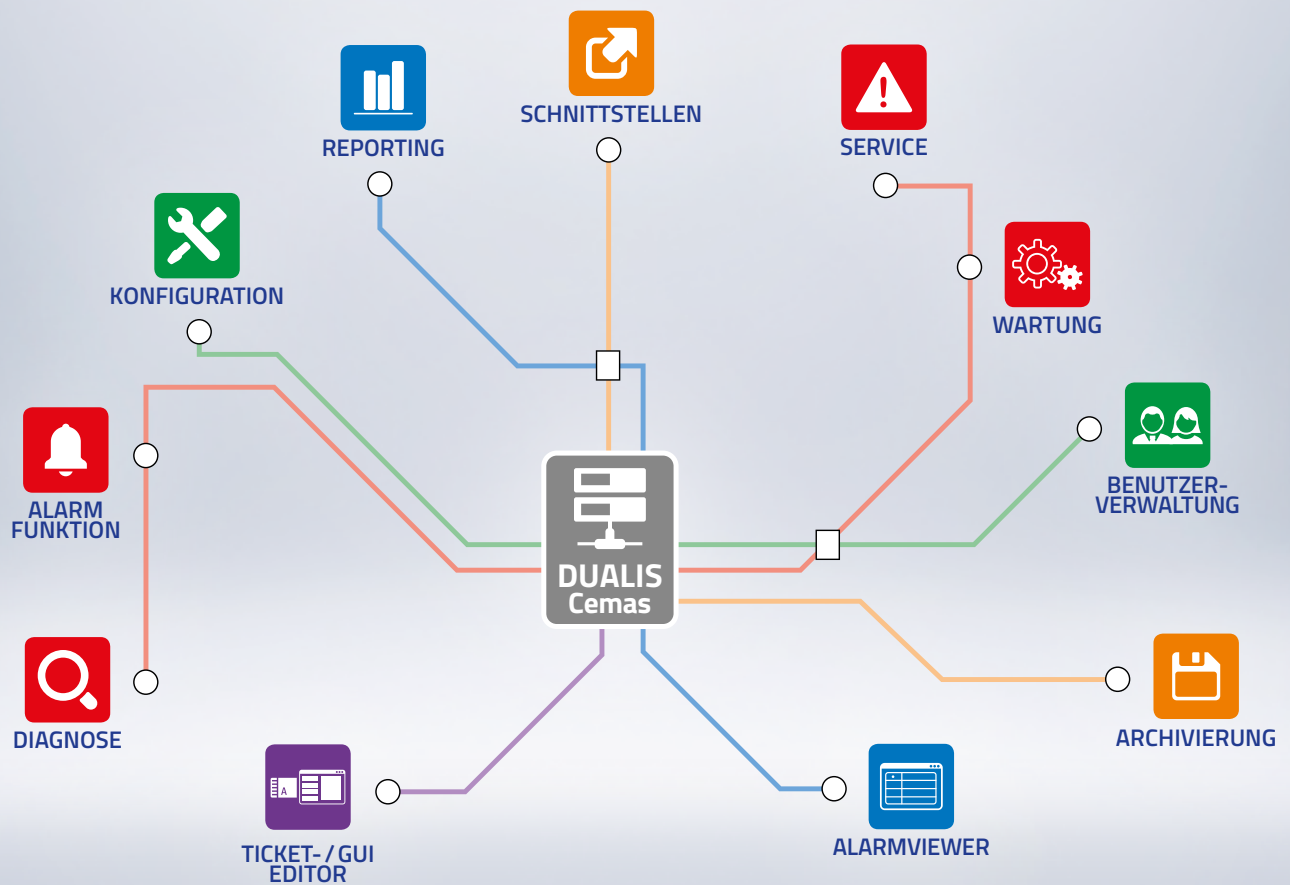 SCHNITTSTELLEN
REPORTING
SERVICE
KONFIGURATION
WARTUNG
ALARM
FUNKTION
BENUTZER-
VERWALTUNG
DUALIS
Cemas
DIAGNOSE
ARCHIVIERUNG
A
TICKET- / GUI
EDITOR
ALARMVIEWER